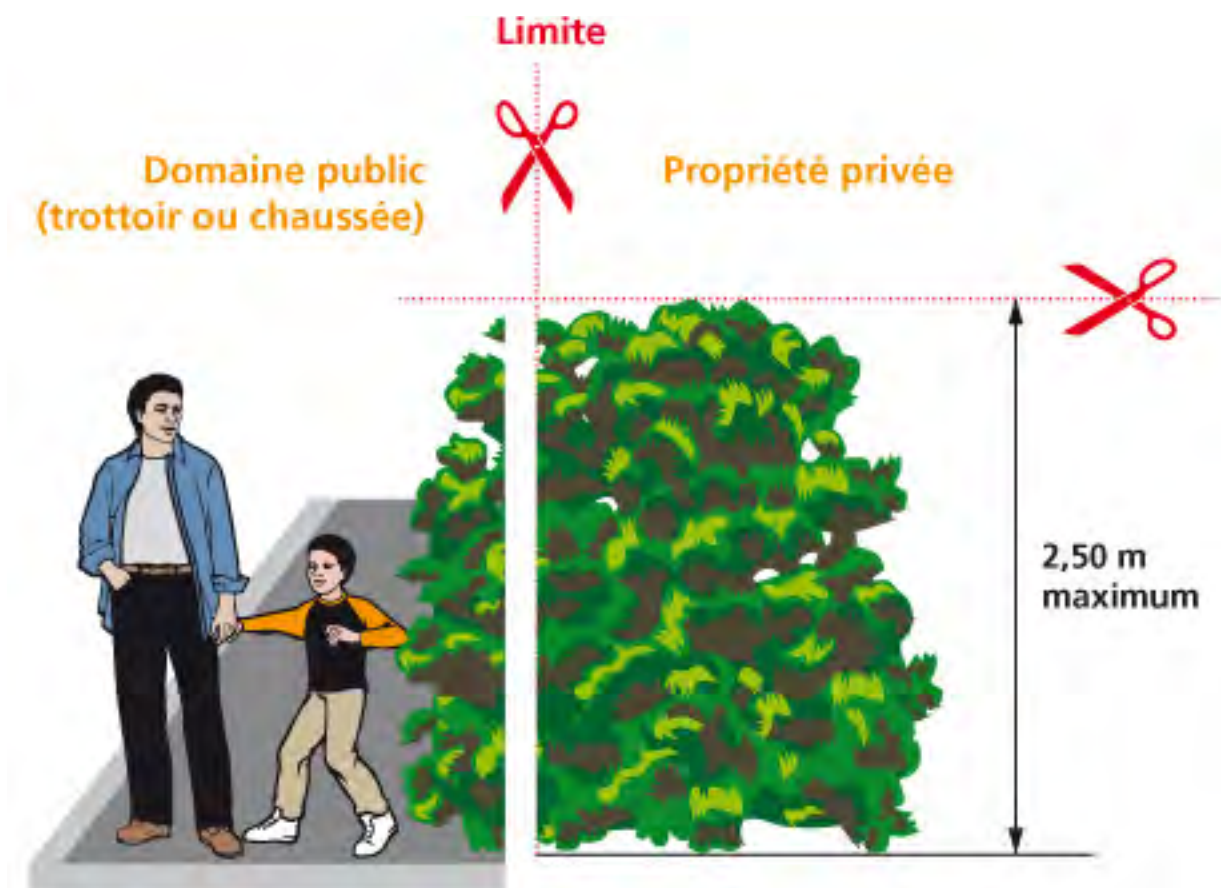 Limite
Domaine public
(trottoir ou chaussée)
Propriété privée
2,50 m
maximum